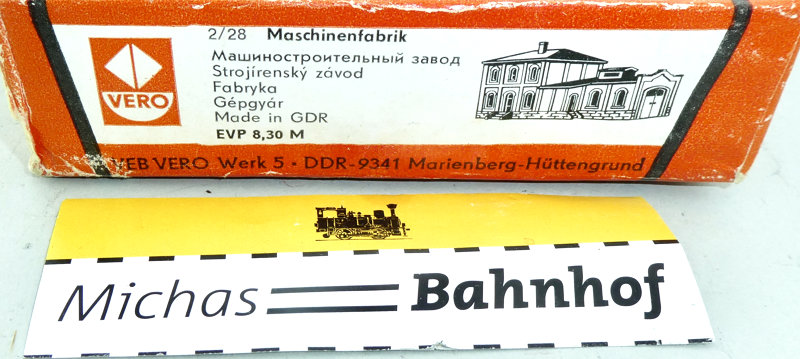 VERO
2/28 Maschinenfabrik
Машиностроительный завод
Strojírenský závod
Fabryka
Gépgyár
Made in GDR
EVP 8,30 M
VEB VERO Werk 5 · DDR-9341 Marienberg-Hüttengrund
Michas Bahnhof